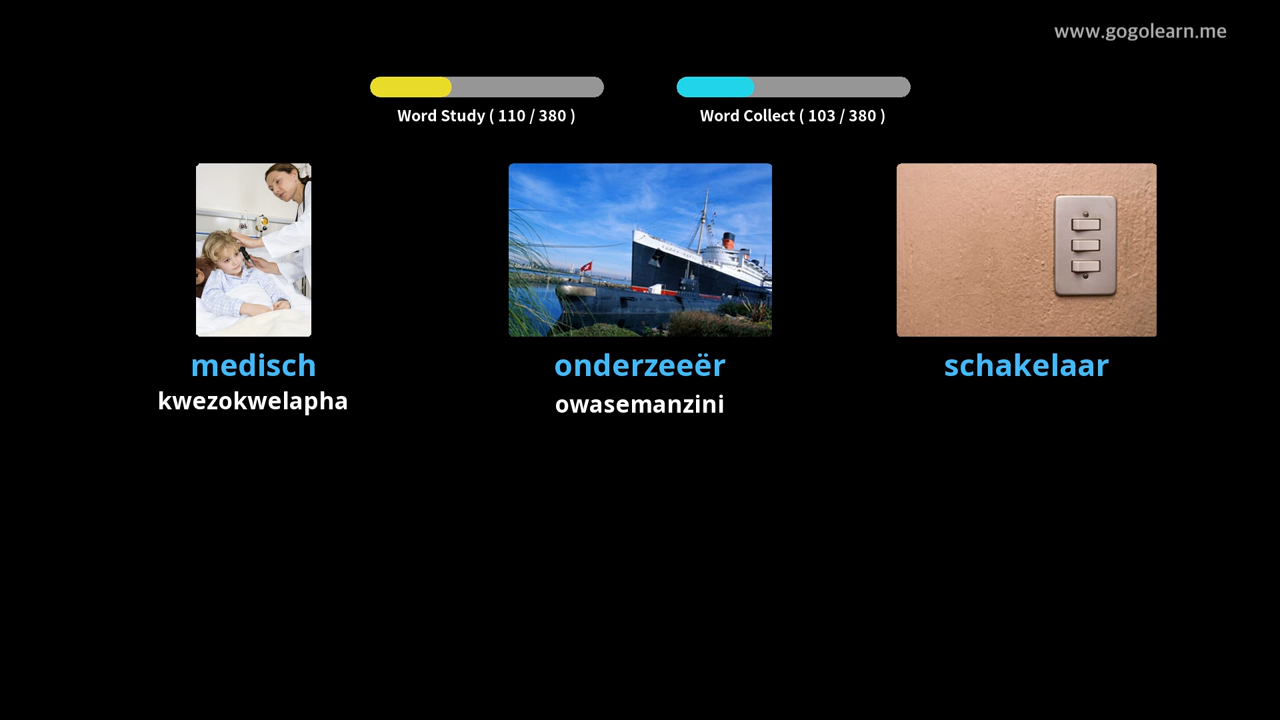 www.gogolearn.me
Word Study ( 110 / 380 )
Word Collect ( 103 / 380 )
medisch
kwezokwelapha
onderzeeër
owasemanzini
schakelaar